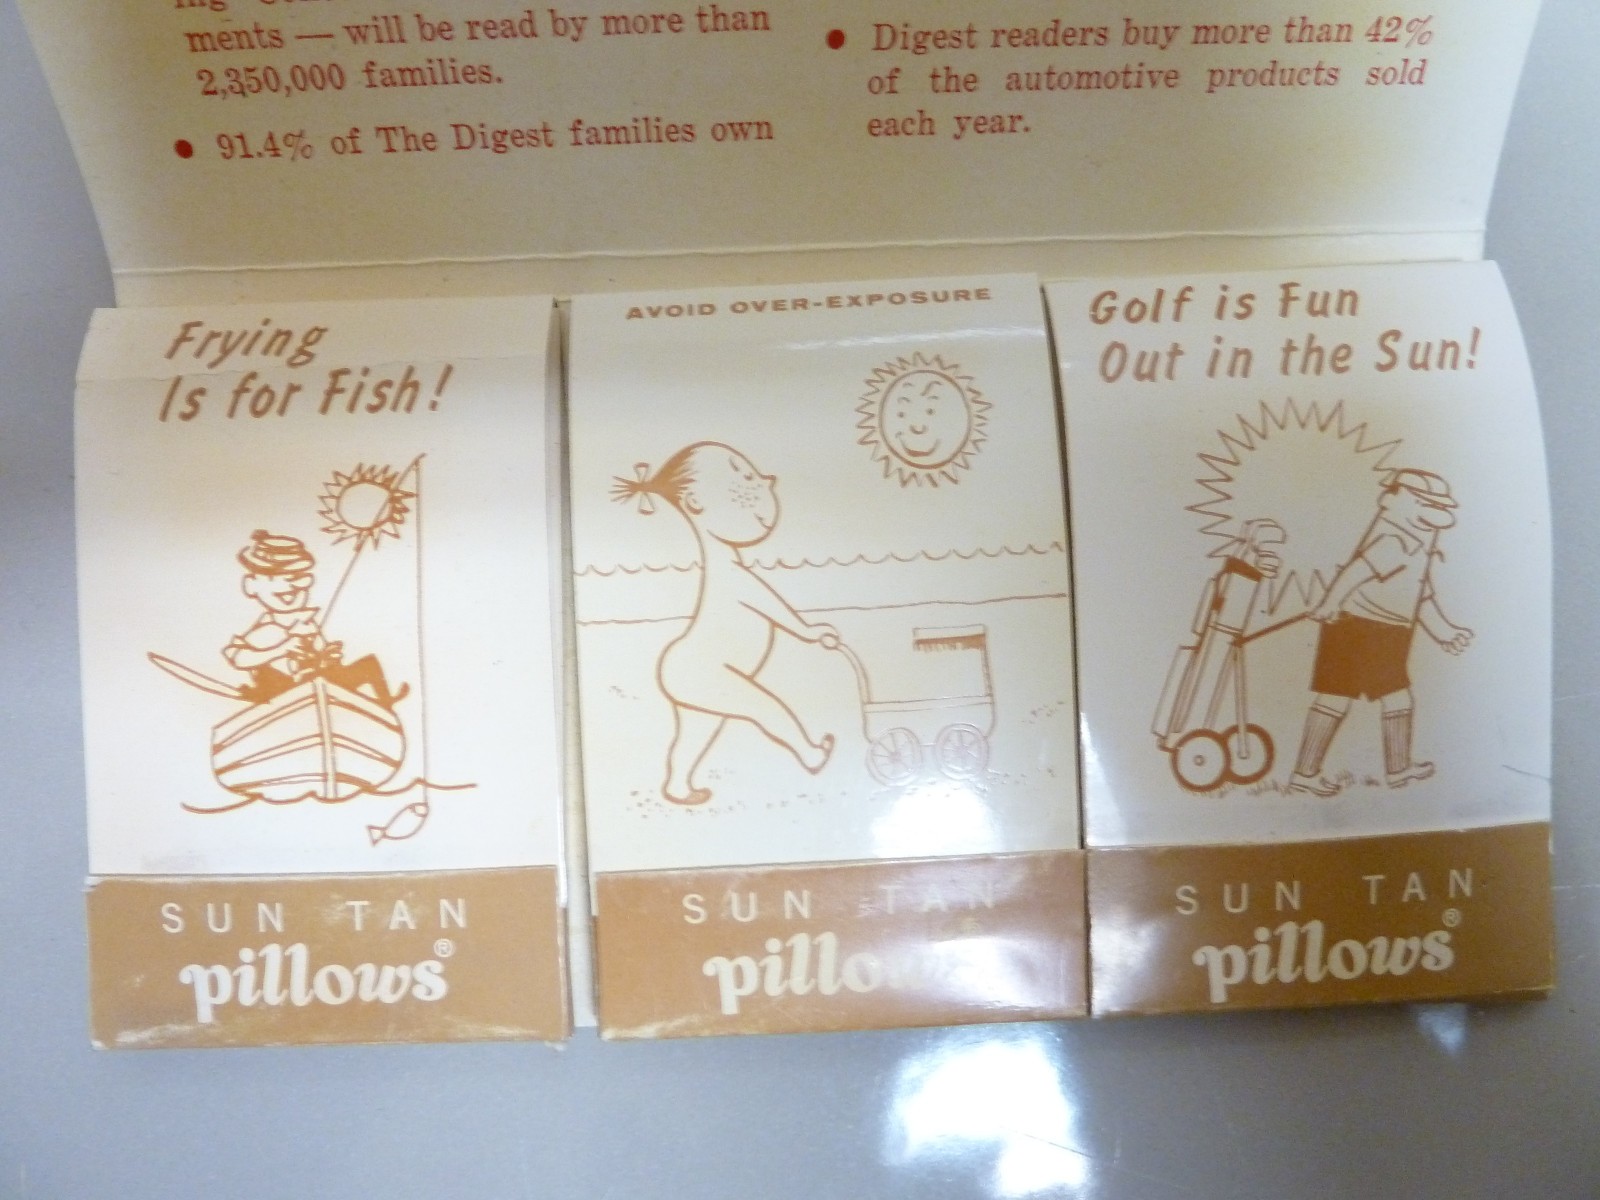 ments — will be read by more than
2,350,000 families.
● 91.4% of The Digest families own
● Digest readers buy more than 42%
of the automotive products sold
each year.
Frying
Is for Fish!
SUN TAN
pillows®
AVOID OVER-EXPOSURE
SUN TAN
pillows
Golf is Fun
Out in the Sun!
SUN TAN
pillows®